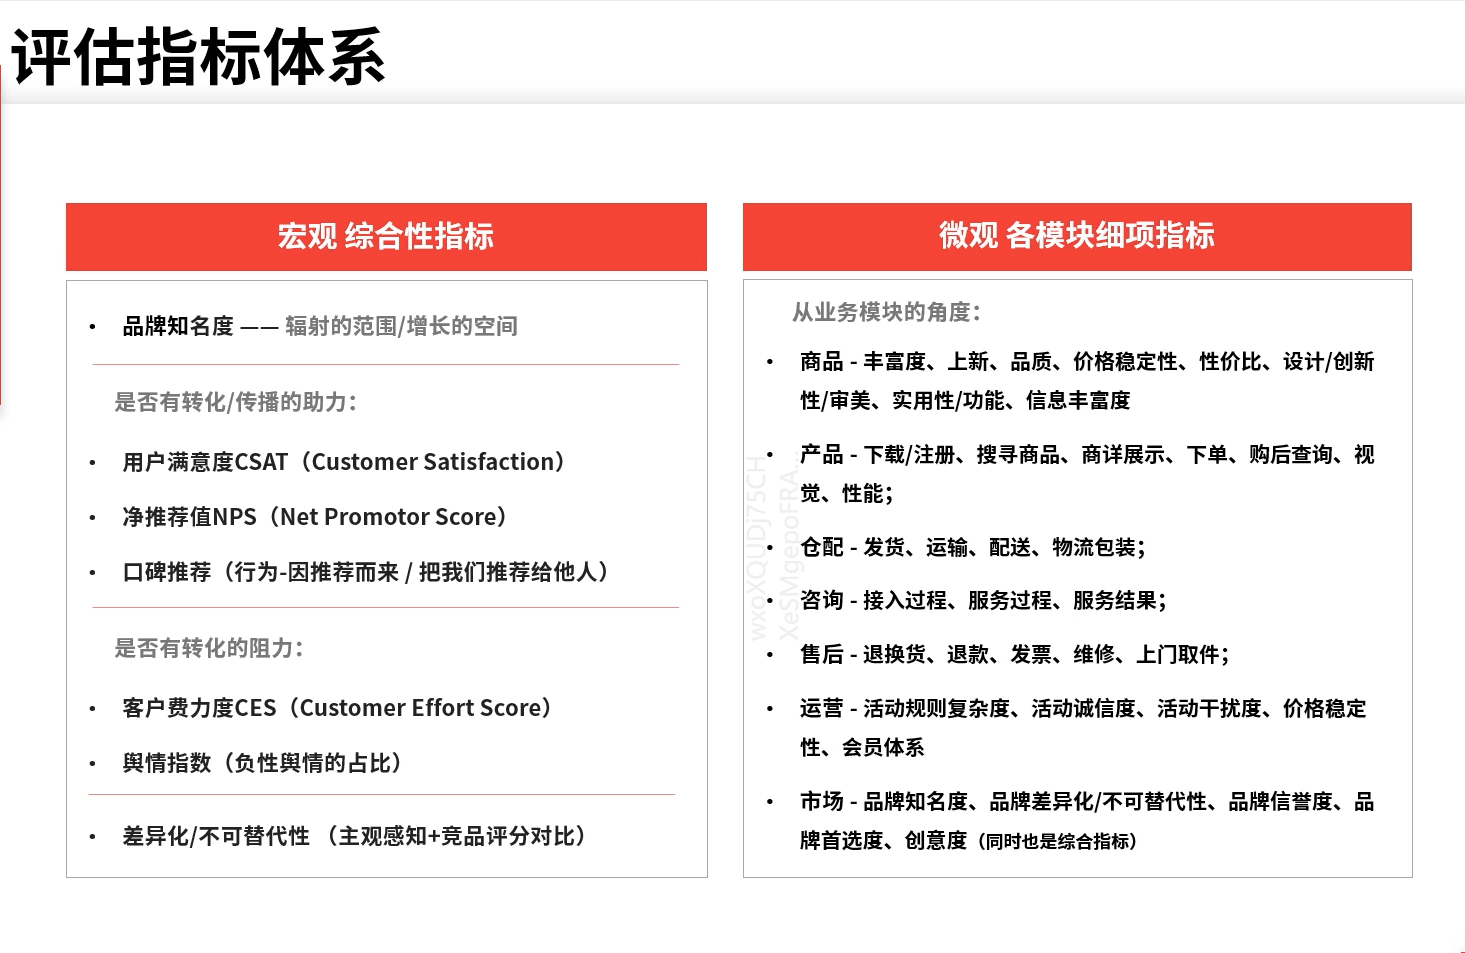 评估指标体系
宏观 综合性指标
• 品牌知名度 —— 辐射的范围/增长的空间
是否有转化/传播的助力：
• 用户满意度CSAT（Customer Satisfaction）
• 净推荐值NPS（Net Promotor Score）
• 口碑推荐（行为-因推荐而来 / 把我们推荐给他人）
是否有转化的阻力：
• 客户费力度CES（Customer Effort Score）
• 舆情指数（负性舆情的占比）
• 差异化/不可替代性 （主观感知+竞品评分对比）
微观 各模块细项指标
从业务模块的角度：
• 商品 - 丰富度、上新、品质、价格稳定性、性价比、设计/创新
性/审美、实用性/功能、信息丰富度
• 产品 - 下载/注册、搜寻商品、商详展示、下单、购后查询、视
觉、性能；
• 仓配 - 发货、运输、配送、物流包装；
• 咨询 - 接入过程、服务过程、服务结果；
• 售后 - 退换货、退款、发票、维修、上门取件；
• 运营 - 活动规则复杂度、活动诚信度、活动干扰度、价格稳定
性、会员体系
• 市场 - 品牌知名度、品牌差异化/不可替代性、品牌信誉度、品
牌首选度、创意度（同时也是综合指标）
wxoXQUDj75CH
XeSMgepoFRA...